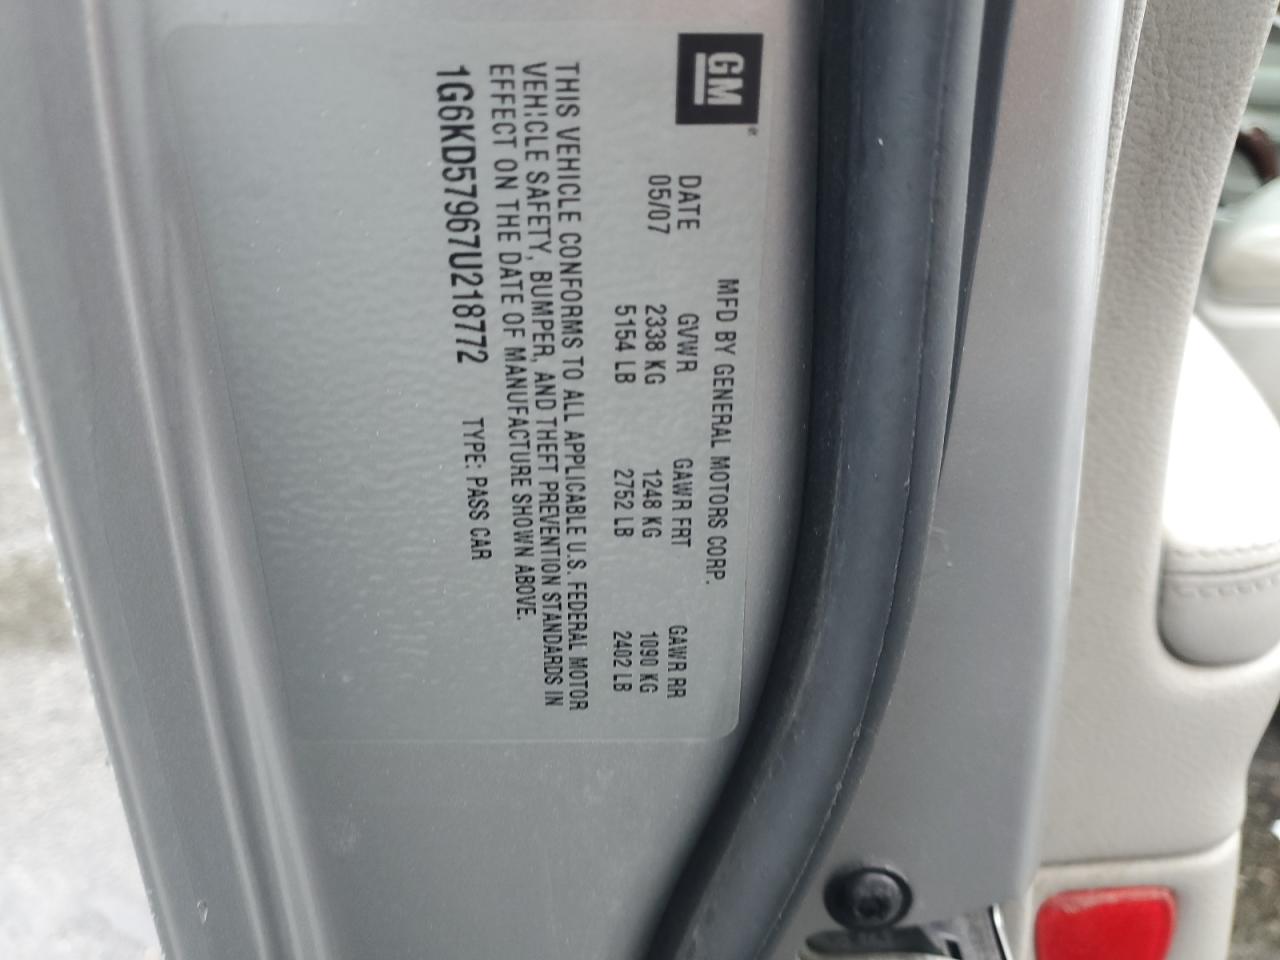 GM
MFD BY GENERAL MOTORS CORP.
DATE GVWR GAWR FRT GAWR RR
05/07 2338 KG 1248 KG 1090 KG
5154 LB 2752 LB 2402 LB
THIS VEHICLE CONFORMS TO ALL APPLICABLE U.S. FEDERAL MOTOR
VEHICLE SAFETY, BUMPER, AND THEFT PREVENTION STANDARDS IN
EFFECT ON THE DATE OF MANUFACTURE SHOWN ABOVE.
1G6KD57967U218772 TYPE: PASS CAR